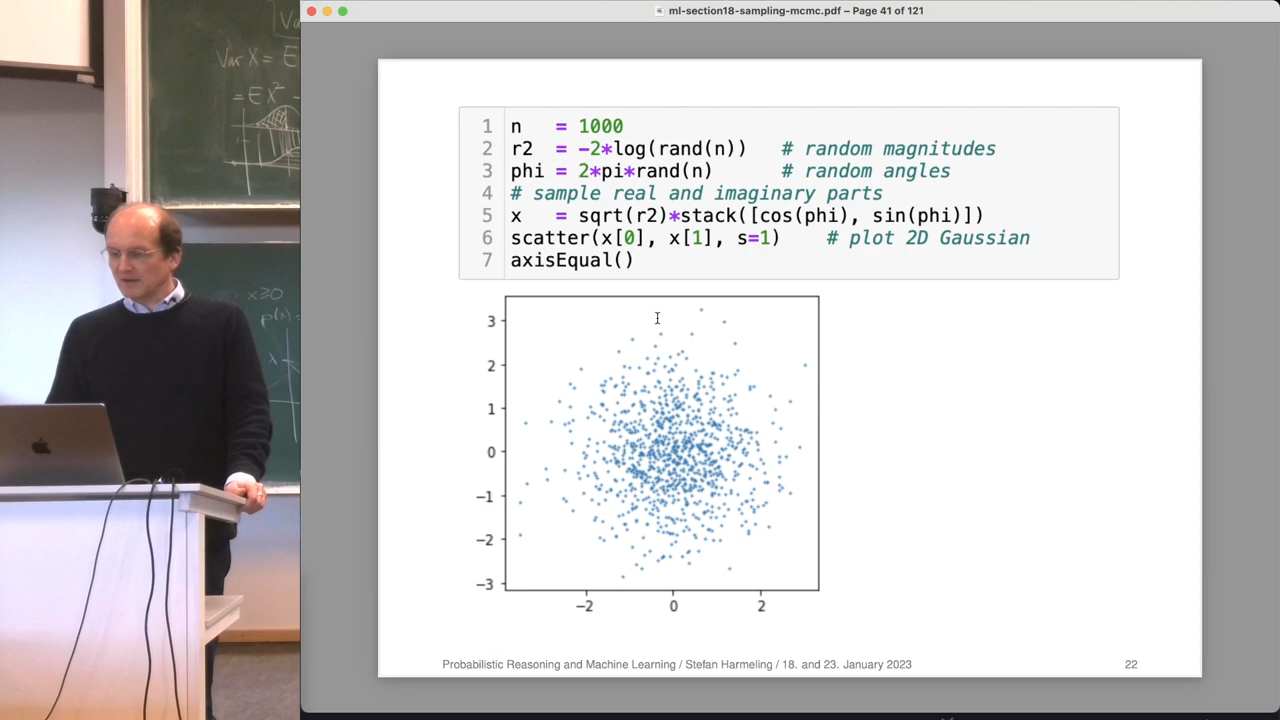 ml-section18-sampling-mcmc.pdf – Page 41 of 121
Var X = E
= E X² -
x≥0
p(x) =
λ
1 n = 1000
2 r2 = -2*log(rand(n)) # random magnitudes
3 phi = 2*pi*rand(n) # random angles
4 # sample real and imaginary parts
5 x = sqrt(r2)*stack([cos(phi), sin(phi)])
6 scatter(x[0], x[1], s=1) # plot 2D Gaussian
7 axisEqual()
3
2
1
0
−1
−2
−3
−2 0 2
Probabilistic Reasoning and Machine Learning / Stefan Harmeling / 18. and 23. January 2023 22